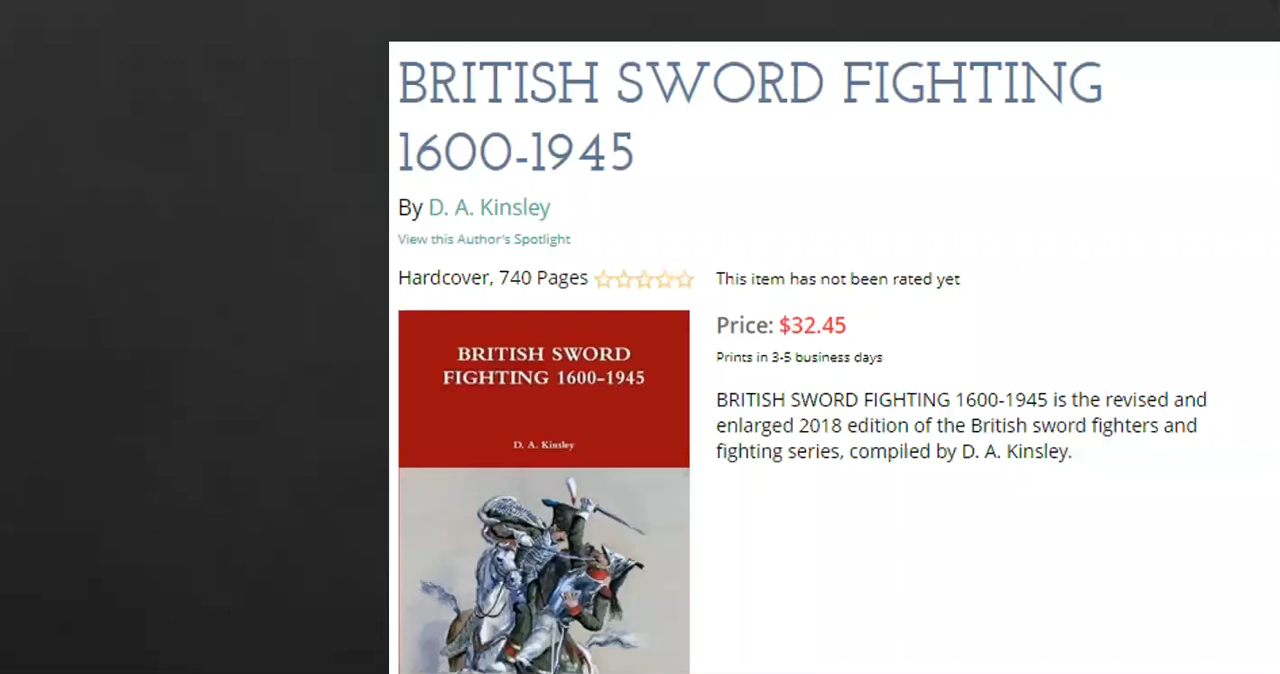 BRITISH SWORD FIGHTING
1600-1945
By D. A. Kinsley
View this Author's Spotlight
Hardcover, 740 Pages This item has not been rated yet
BRITISH SWORD
FIGHTING 1600-1945
D. A. Kinsley
Price: $32.45
Prints in 3-5 business days
BRITISH SWORD FIGHTING 1600-1945 is the revised and
enlarged 2018 edition of the British sword fighters and
fighting series, compiled by D. A. Kinsley.